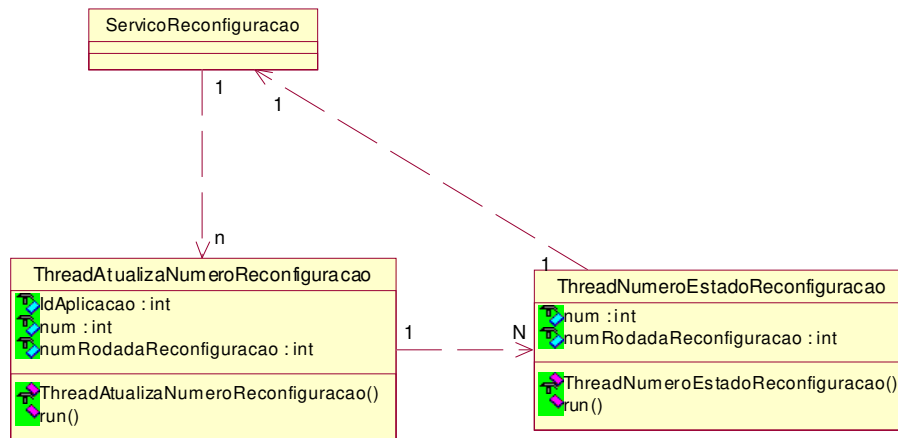 ServicoReconfiguracao
1
1
n
ThreadAtualizaNumeroReconfiguracao
IdAplicacao : int
num : int
numRodadaReconfiguracao : int
ThreadAtualizaNumeroReconfiguracao()
run()
1
N
1
ThreadNumeroEstadoReconfiguracao
num : int
numRodadaReconfiguracao : int
ThreadNumeroEstadoReconfiguracao()
run()